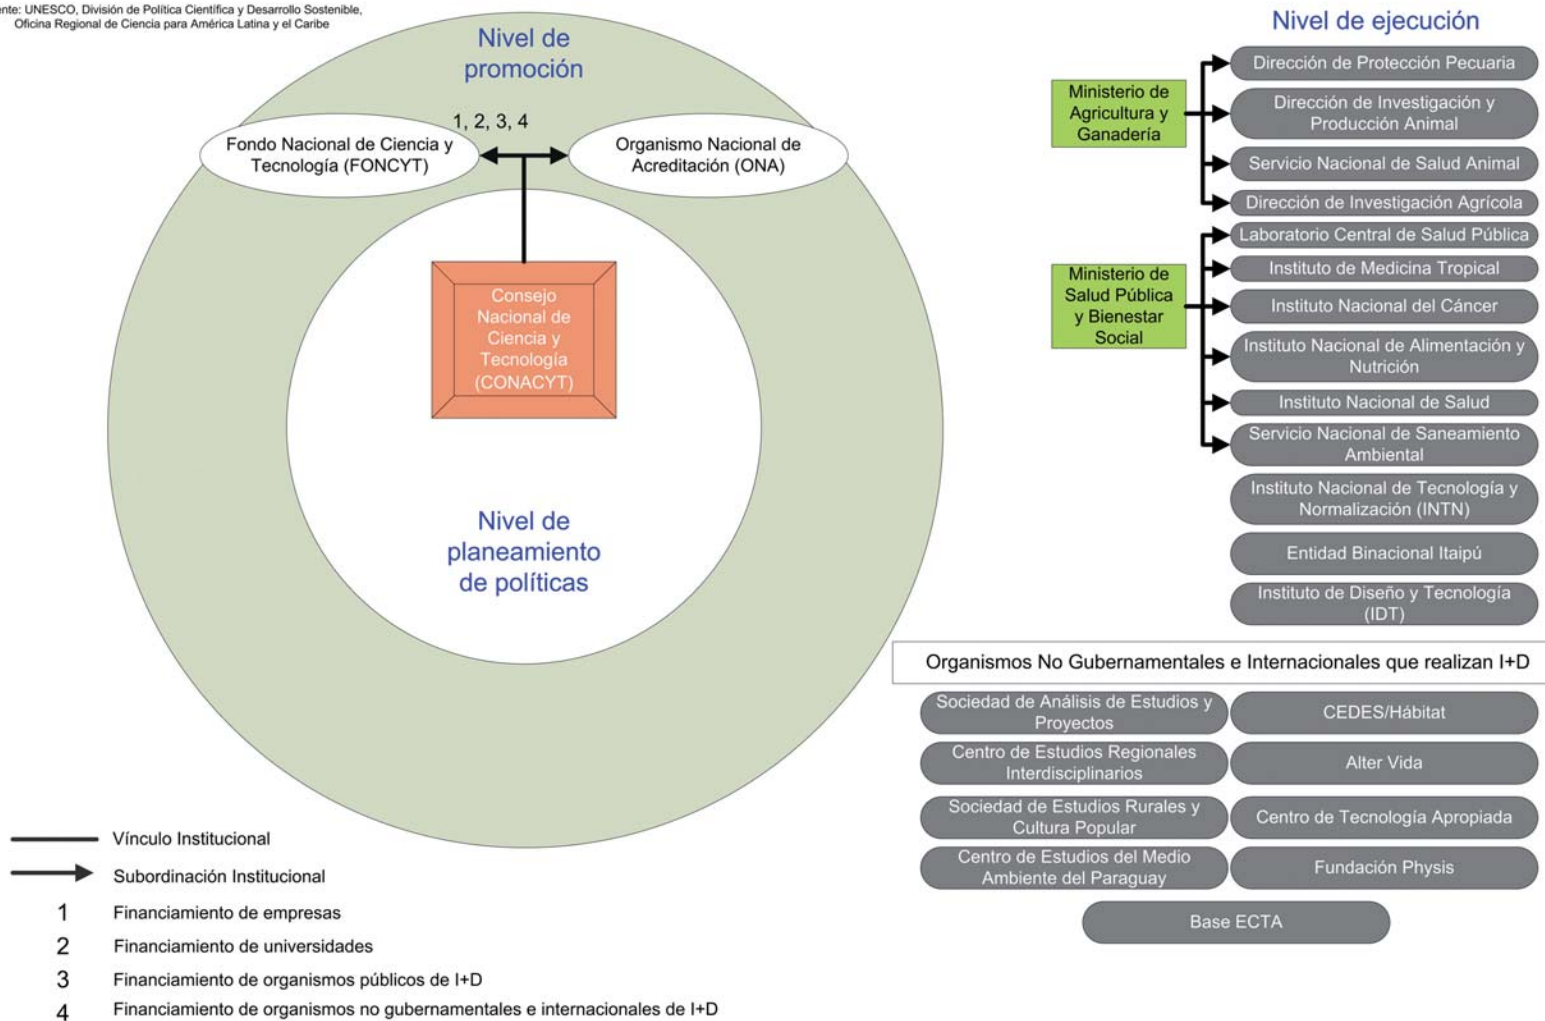 ente: UNESCO, División de Política Científica y Desarrollo Sostenible,
Oficina Regional de Ciencia para América Latina y el Caribe
Nivel de
promoción
1, 2, 3, 4
Fondo Nacional de Ciencia y
Tecnología (FONCYT)
Organismo Nacional de
Acreditación (ONA)
Consejo
Nacional de
Ciencia y
Tecnología
(CONACYT)
Nivel de
planeamiento
de políticas
Nivel de ejecución
Ministerio de
Agricultura y
Ganadería
Dirección de Protección Pecuaria
Dirección de Investigación y
Producción Animal
Servicio Nacional de Salud Animal
Dirección de Investigación Agrícola
Ministerio de
Salud Pública
y Bienestar
Social
Laboratorio Central de Salud Pública
Instituto de Medicina Tropical
Instituto Nacional del Cáncer
Instituto Nacional de Alimentación y
Nutrición
Instituto Nacional de Salud
Servicio Nacional de Saneamiento
Ambiental
Instituto Nacional de Tecnología y
Normalización (INTN)
Entidad Binacional Itaipú
Instituto de Diseño y Tecnología
(IDT)
Organismos No Gubernamentales e Internacionales que realizan I+D
Sociedad de Análisis de Estudios y
Proyectos
CEDES/Hábitat
Centro de Estudios Regionales
Interdisciplinarios
Alter Vida
Sociedad de Estudios Rurales y
Cultura Popular
Centro de Tecnología Apropiada
Centro de Estudios del Medio
Ambiente del Paraguay
Fundación Physis
Base ECTA
Vínculo Institucional
Subordinación Institucional
1 Financiamiento de empresas
2 Financiamiento de universidades
3 Financiamiento de organismos públicos de I+D
4 Financiamiento de organismos no gubernamentales e internacionales de I+D